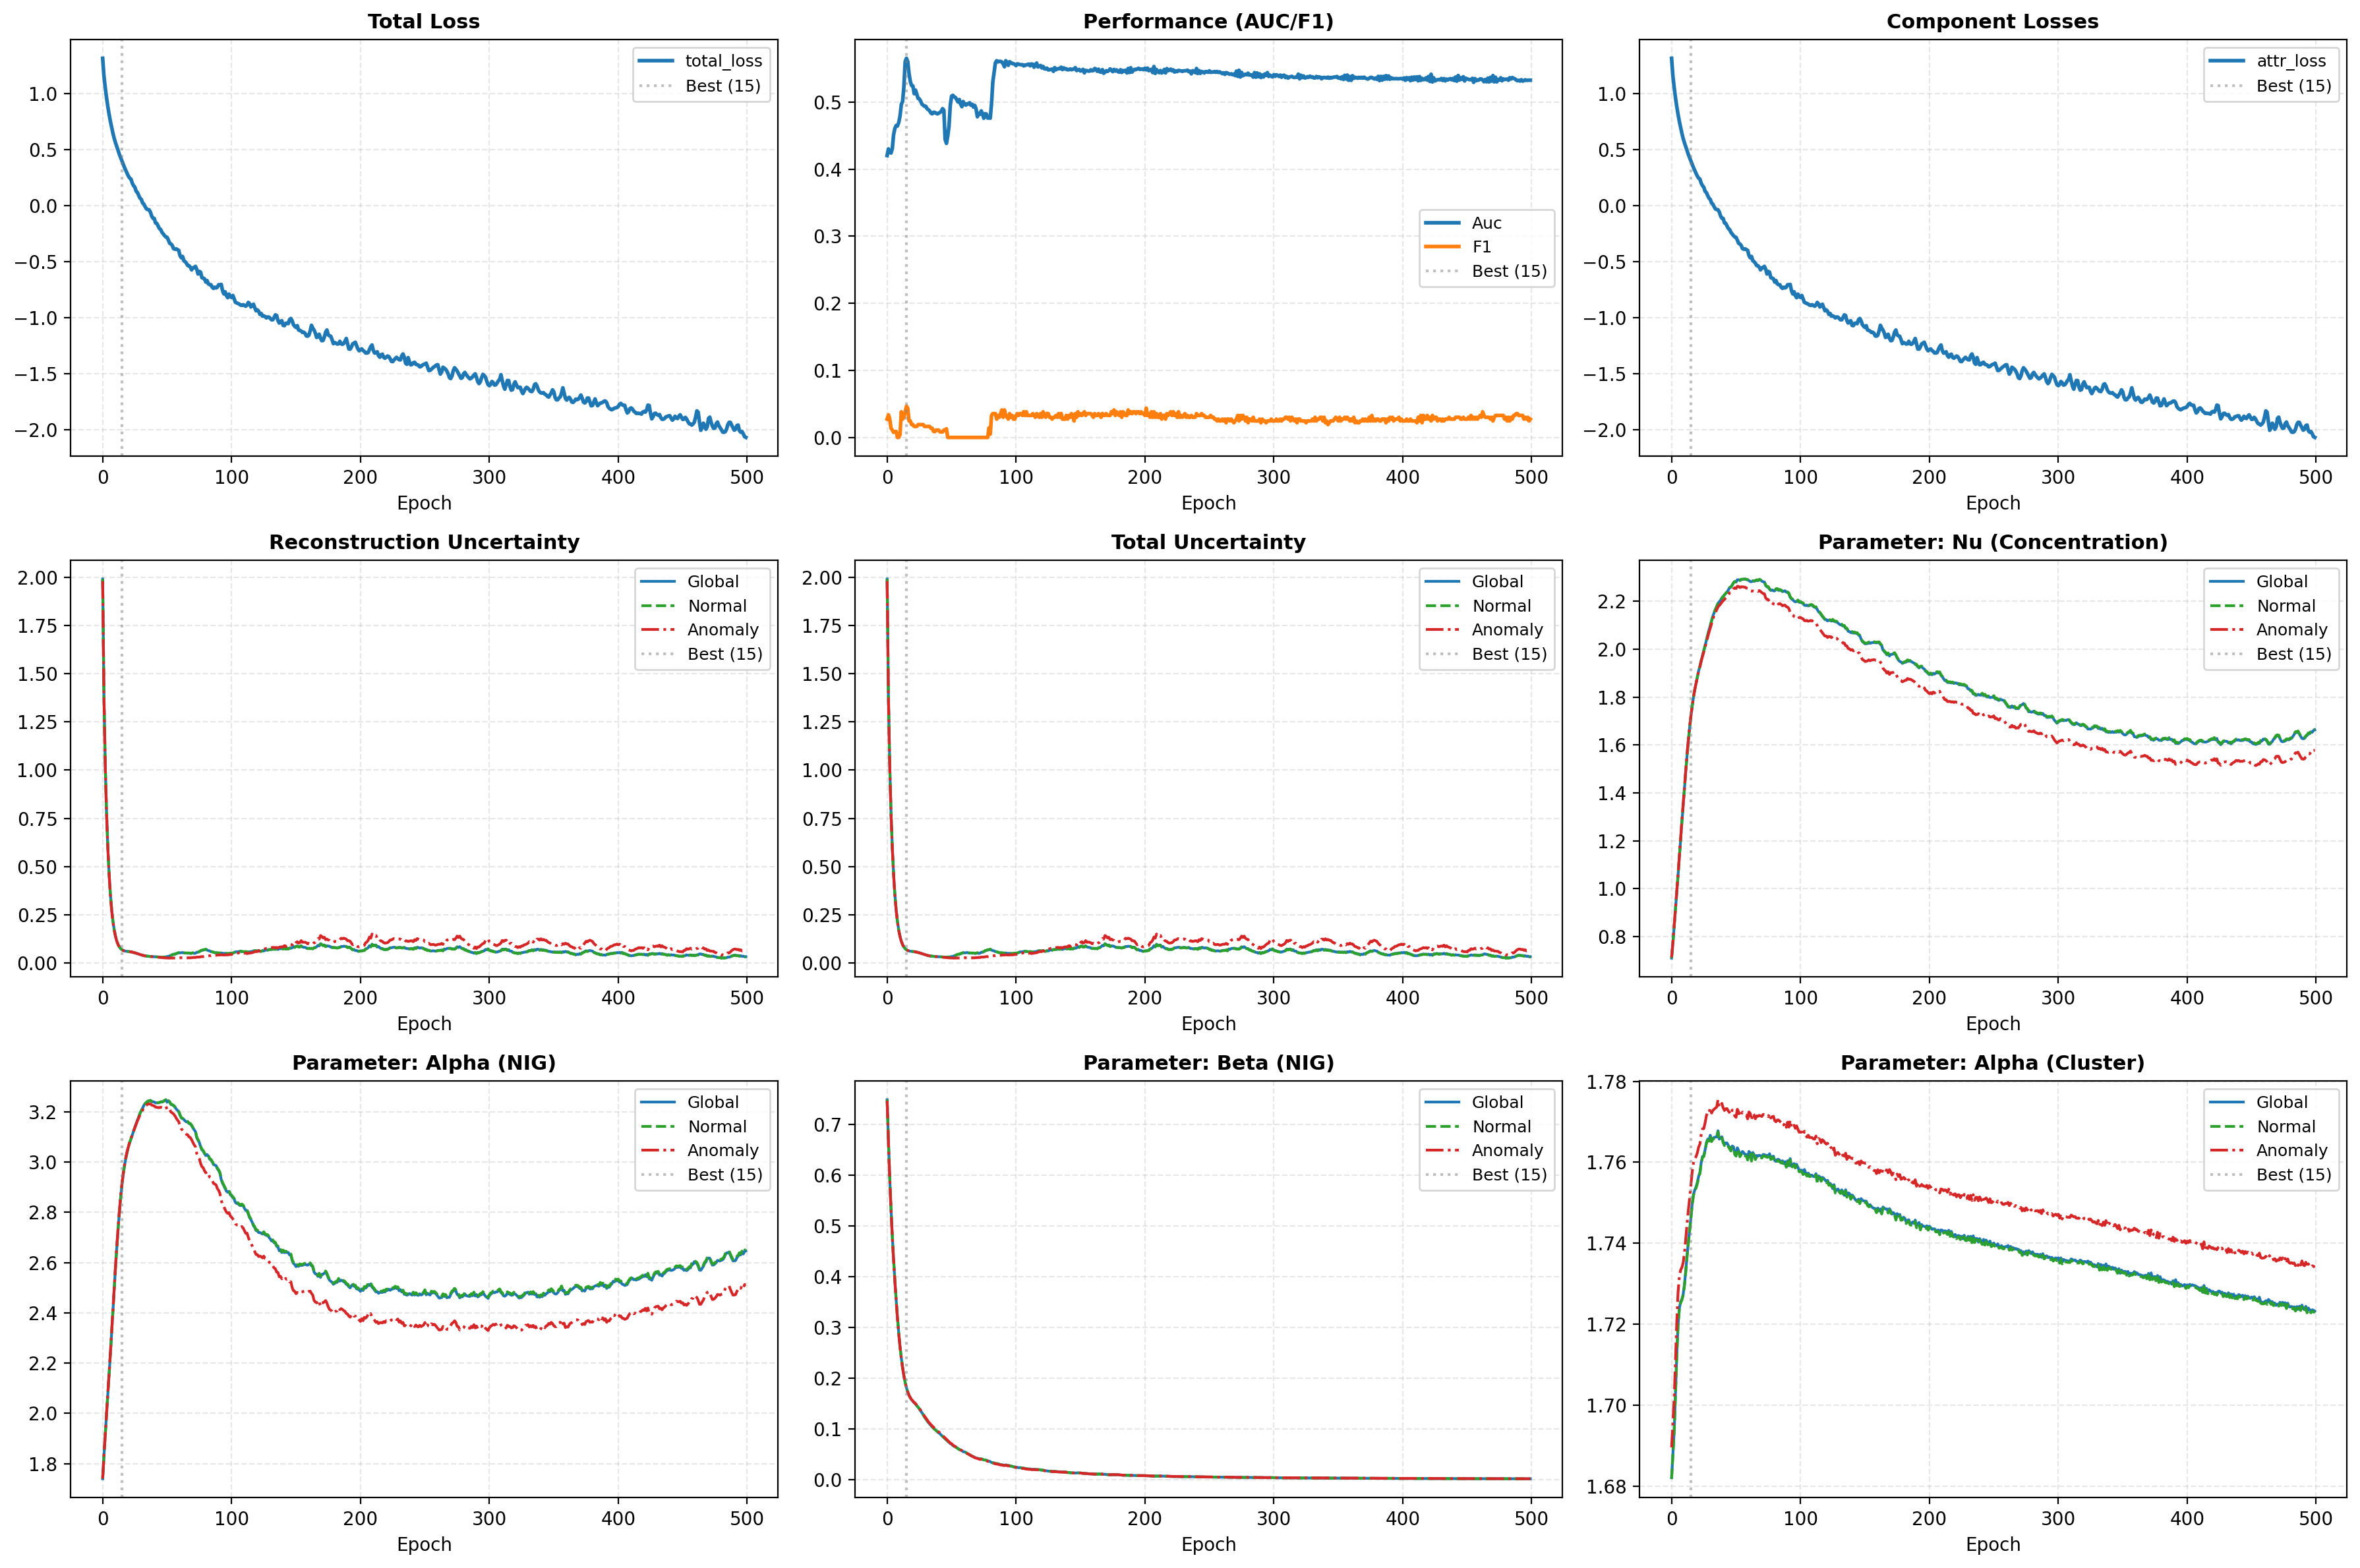 Total Loss
1.0
0.5
0.0
−0.5
−1.0
−1.5
−2.0
0 100 200 300 400 500
Epoch
total_loss
Best (15)
Performance (AUC/F1)
0.5
0.4
0.3
0.2
0.1
0.0
0 100 200 300 400 500
Epoch
Auc
F1
Best (15)
Component Losses
1.0
0.5
0.0
−0.5
−1.0
−1.5
−2.0
0 100 200 300 400 500
Epoch
attr_loss
Best (15)
Reconstruction Uncertainty
2.00
1.75
1.50
1.25
1.00
0.75
0.50
0.25
0.00
0 100 200 300 400 500
Epoch
Global
Normal
Anomaly
Best (15)
Total Uncertainty
2.00
1.75
1.50
1.25
1.00
0.75
0.50
0.25
0.00
0 100 200 300 400 500
Epoch
Global
Normal
Anomaly
Best (15)
Parameter: Nu (Concentration)
2.2
2.0
1.8
1.6
1.4
1.2
1.0
0.8
0 100 200 300 400 500
Epoch
Global
Normal
Anomaly
Best (15)
Parameter: Alpha (NIG)
3.2
3.0
2.8
2.6
2.4
2.2
2.0
1.8
0 100 200 300 400 500
Epoch
Global
Normal
Anomaly
Best (15)
Parameter: Beta (NIG)
0.7
0.6
0.5
0.4
0.3
0.2
0.1
0.0
0 100 200 300 400 500
Epoch
Global
Normal
Anomaly
Best (15)
Parameter: Alpha (Cluster)
1.78
1.76
1.74
1.72
1.70
1.68
0 100 200 300 400 500
Epoch
Global
Normal
Anomaly
Best (15)